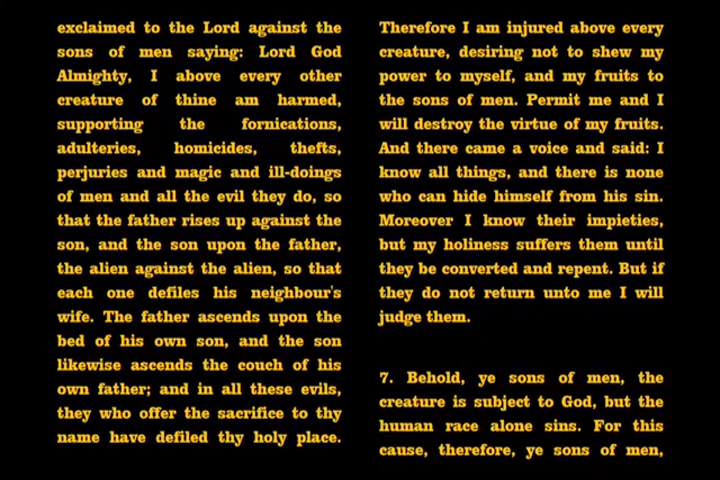 exclaimed to the Lord against the
sons of men saying: Lord God
Almighty, I above every other
creature of thine am harmed,
supporting the fornications,
adulteries, homicides, thefts,
perjuries and magic and ill-doings
of men and all the evil they do, so
that the father rises up against the
son, and the son upon the father,
the alien against the alien, so that
each one defiles his neighbour's
wife. The father ascends upon the
bed of his own son, and the son
likewise ascends the couch of his
own father; and in all these evils,
they who offer the sacrifice to thy
name have defiled thy holy place.
Therefore I am injured above every
creature, desiring not to shew my
power to myself, and my fruits to
the sons of men. Permit me and I
will destroy the virtue of my fruits.
And there came a voice and said: I
know all things, and there is none
who can hide himself from his sin.
Moreover I know their impieties,
but my holiness suffers them until
they be converted and repent. But if
they do not return unto me I will
judge them.
7. Behold, ye sons of men, the
creature is subject to God, but the
human race alone sins. For this
cause, therefore, ye sons of men,